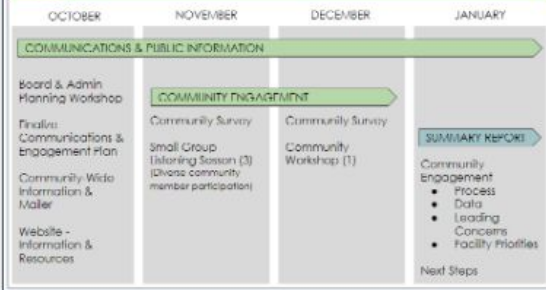 OCTOBER
NOVEMBER
DECEMBER
JANUARY
COMMUNICATIONS & PUBLIC INFORMATION
Board & Admin
Planning Workshop
Finalize
Communications &
Engagement Plan
Community-Wide
Information &
Mailer
Website -
Information &
Resources
COMMUNITY ENGAGEMENT
Community Survey
Small Group
Listening Session (3)
(Diverse community
member participation)
Community Survey
Community
Workshop (1)
SUMMARY REPORT
Community
Engagement
• Process
• Data
• Leading
Concerns
• Facility Priorities
Next Steps